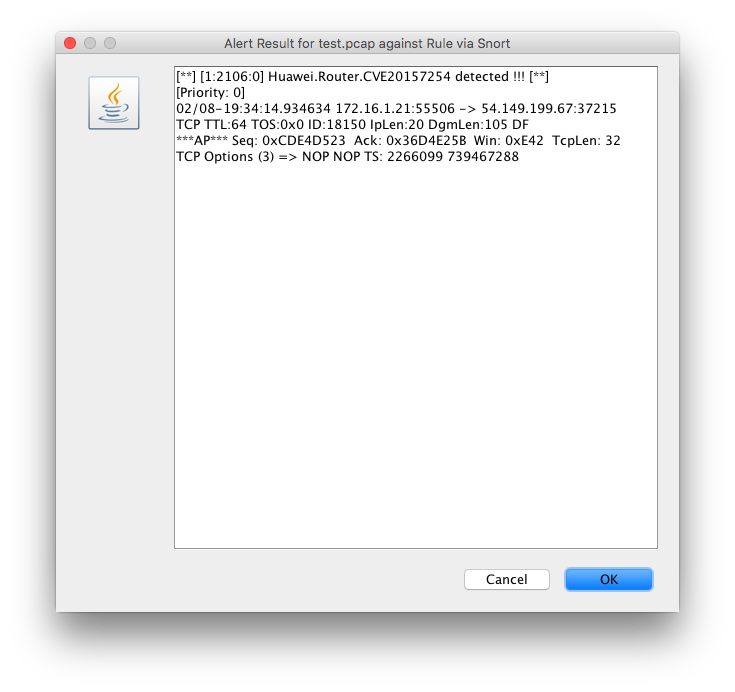 Alert Result for test.pcap against Rule via Snort
[**] [1:2106:0] Huawei.Router.CVE20157254 detected !!! [**]
[Priority: 0]
02/08-19:34:14.934634 172.16.1.21:55506 -> 54.149.199.67:37215
TCP TTL:64 TOS:0x0 ID:18150 IpLen:20 DgmLen:105 DF
***AP*** Seq: 0xCDE4D523  Ack: 0x36D4E25B  Win: 0xE42  TcpLen: 32
TCP Options (3) => NOP NOP TS: 2266099 739467288
Cancel OK